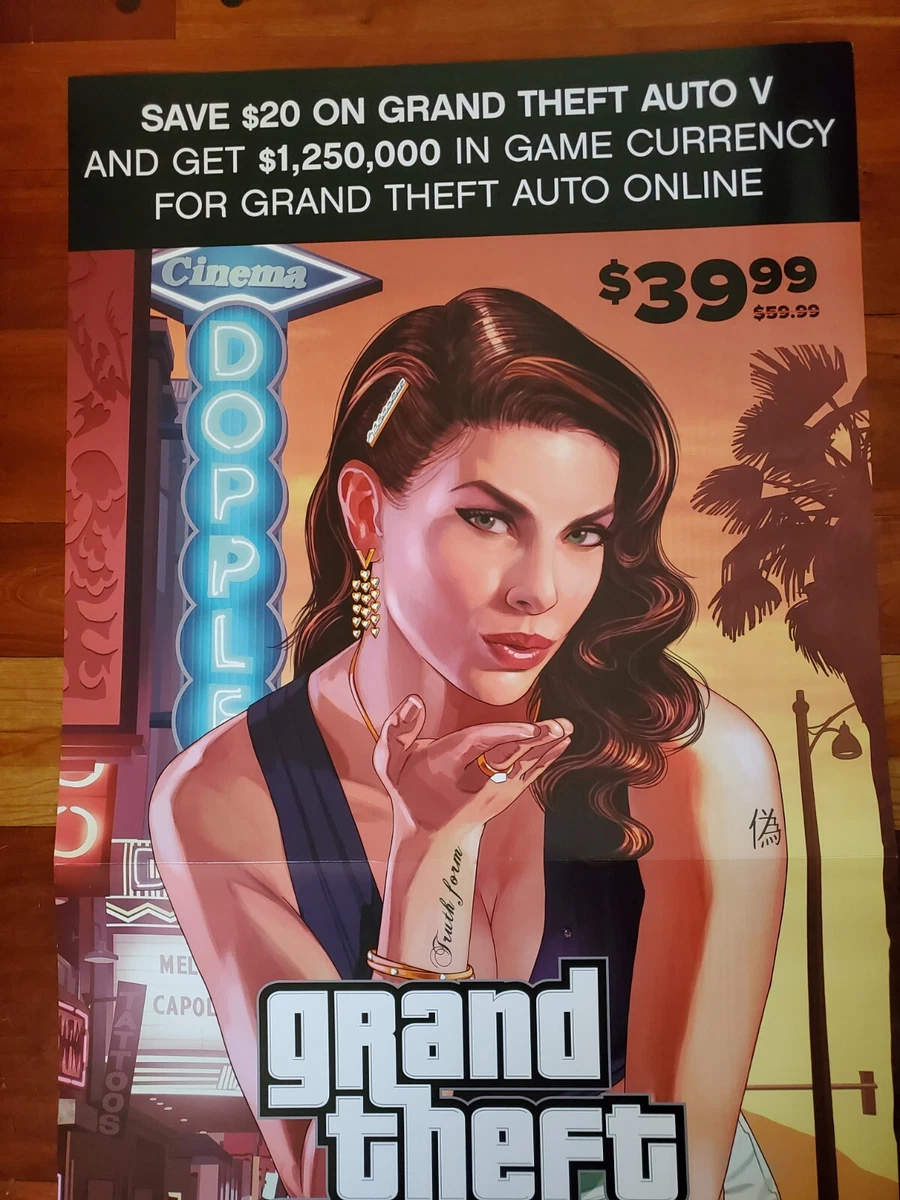 SAVE $20 ON GRAND THEFT AUTO V
AND GET $1,250,000 IN GAME CURRENCY
FOR GRAND THEFT AUTO ONLINE
$39.99
$59.99
Cinema
DOPPLE
偽
Truth form
MEL
CAPOL
TATTOOS
grand
theft